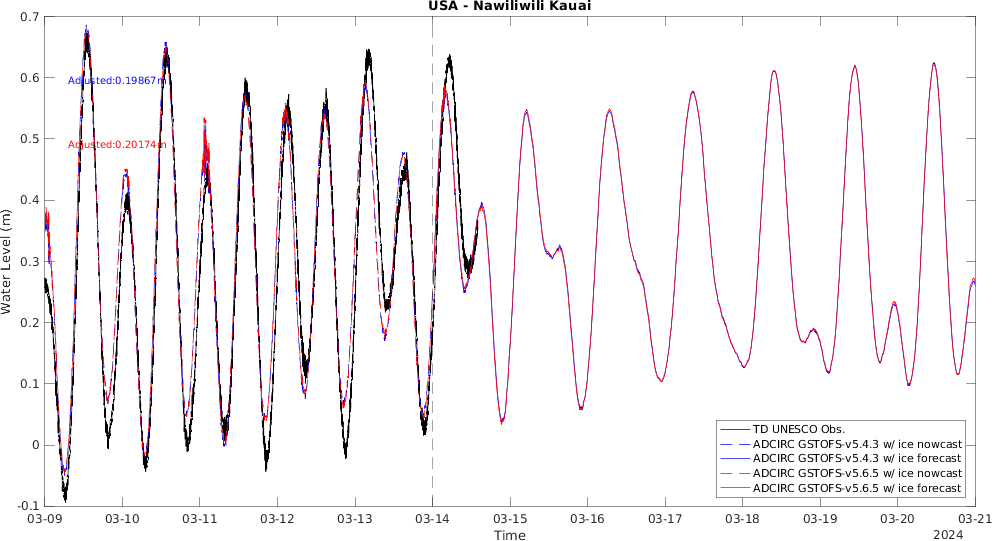 USA - Nawiliwili Kauai
0.7
0.6
0.5
0.4
0.3
0.2
0.1
0
-0.1
Water Level (m)
Adjusted:0.19867m
Adjusted:0.20174m
TD UNESCO Obs.
ADCIRC GSTOFS-v5.4.3 w/ ice nowcast
ADCIRC GSTOFS-v5.4.3 w/ ice forecast
ADCIRC GSTOFS-v5.6.5 w/ ice nowcast
ADCIRC GSTOFS-v5.6.5 w/ ice forecast
03-09 03-10 03-11 03-12 03-13 03-14 03-15 03-16 03-17 03-18 03-19 03-20 03-21
Time
2024